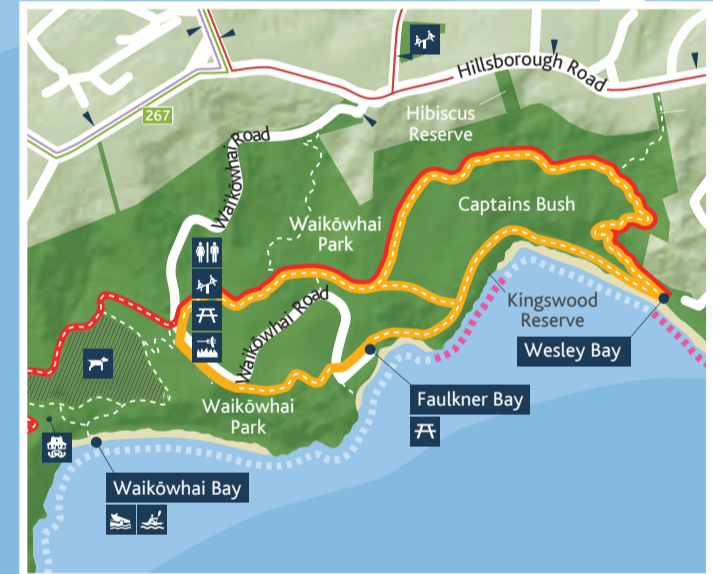 Hillsborough Road
267
Hibiscus
Reserve
Waikōwhai Road
Captains Bush
Waikōwhai
Park
Waikōwhai Road
Kingswood
Reserve
Wesley Bay
Faulkner Bay
Waikōwhai
Park
Waikōwhai Bay